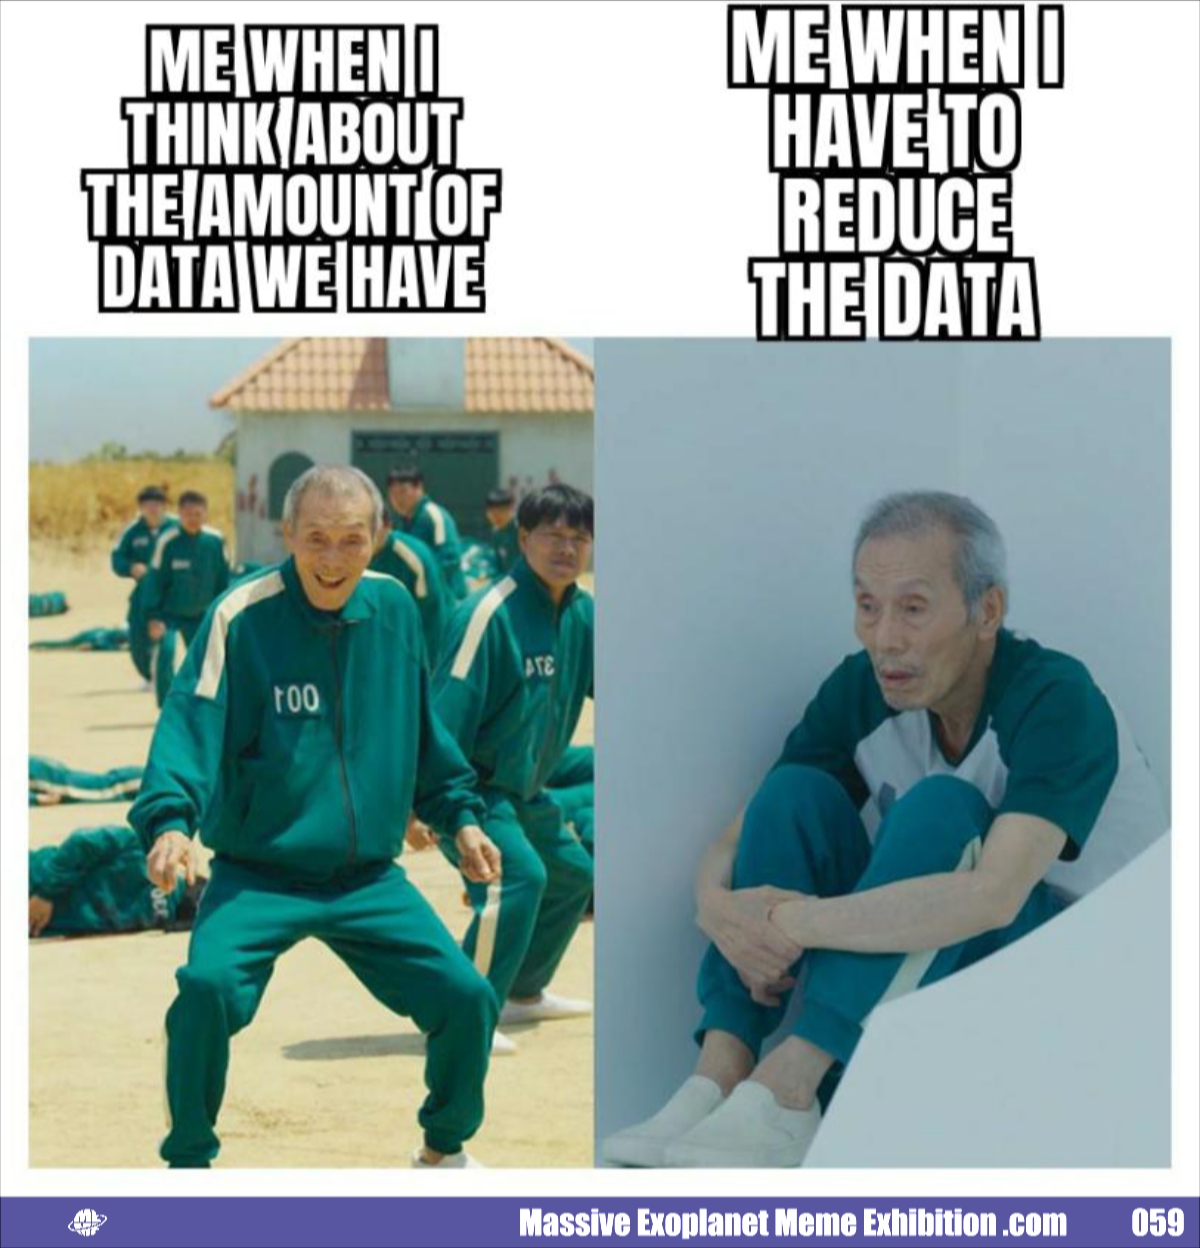 ME WHEN I
THINK ABOUT
THE AMOUNT OF
DATA WE HAVE
ME WHEN I
HAVE TO
REDUCE
THE DATA
001
Massive Exoplanet Meme Exhibition .com
059